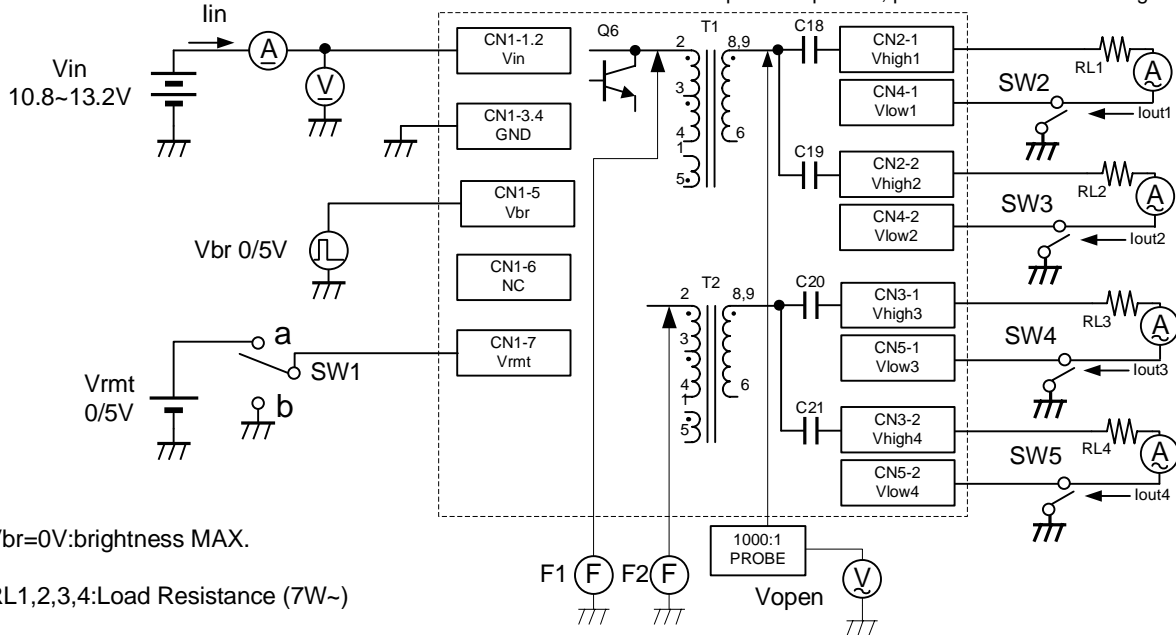 Iin
A
Vin
10.8~13.2V
V
CN1-1.2
Vin
CN1-3.4
GND
CN1-5
Vbr
Vbr 0/5V
CN1-6
NC
CN1-7
Vrmt
a
SW1
b
Vrmt
0/5V
Q6
T1
2
3
4
1
5
8,9
6
C18
CN2-1
Vhigh1
CN4-1
Vlow1
RL1
A
SW2
Iout1
C19
CN2-2
Vhigh2
CN4-2
Vlow2
RL2
A
SW3
Iout2
T2
2
3
4
1
5
8,9
6
C20
CN3-1
Vhigh3
CN5-1
Vlow3
RL3
A
SW4
Iout3
C21
CN3-2
Vhigh4
CN5-2
Vlow4
RL4
A
SW5
Iout4
F1
F
F2
F
1000:1
PROBE
Vopen
V
br=0V:brightness MAX.
RL1,2,3,4:Load Resistance (7W~)